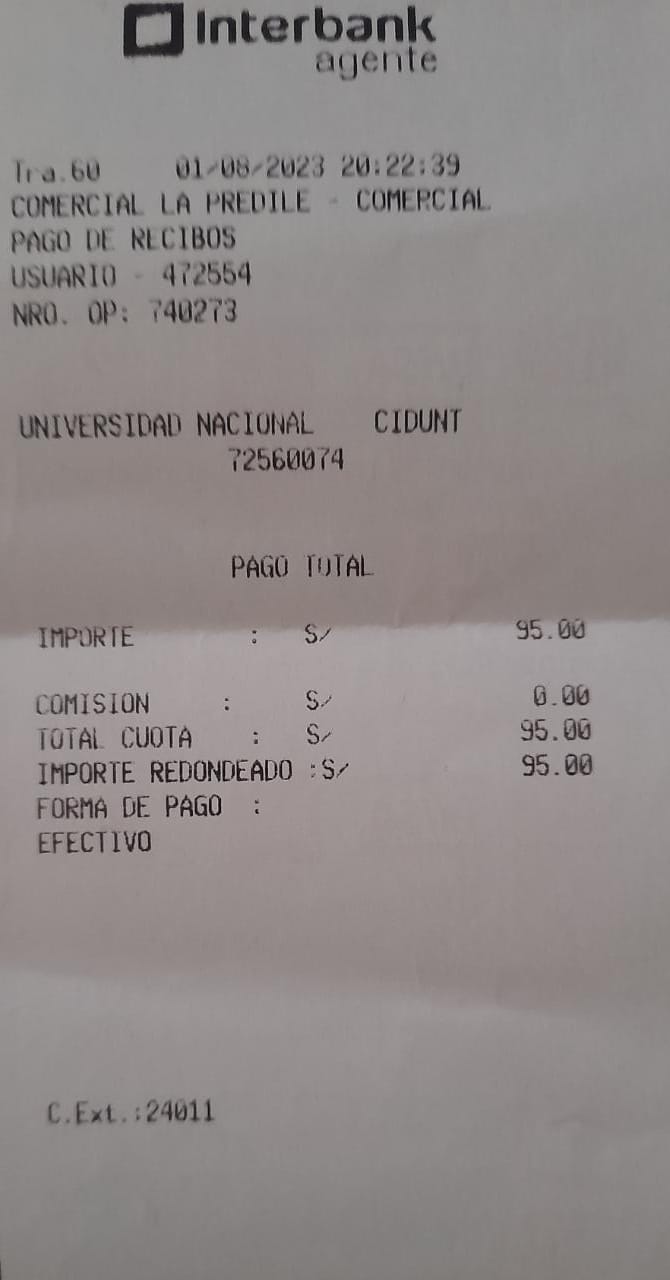 Interbank
agente
Tra.60 01/08/2023 20:22:39
COMERCIAL LA PREDILE - COMERCIAL
PAGO DE RECIBOS
USUARIO - 472554
NRO. OP: 740273
UNIVERSIDAD NACIONAL CIDUNT
72560074
PAGO TOTAL
IMPORTE : S/ 95.00
COMISION : S/ 0.00
TOTAL CUOTA : S/ 95.00
IMPORTE REDONDEADO :S/ 95.00
FORMA DE PAGO :
EFECTIVO
C.Ext.:24011